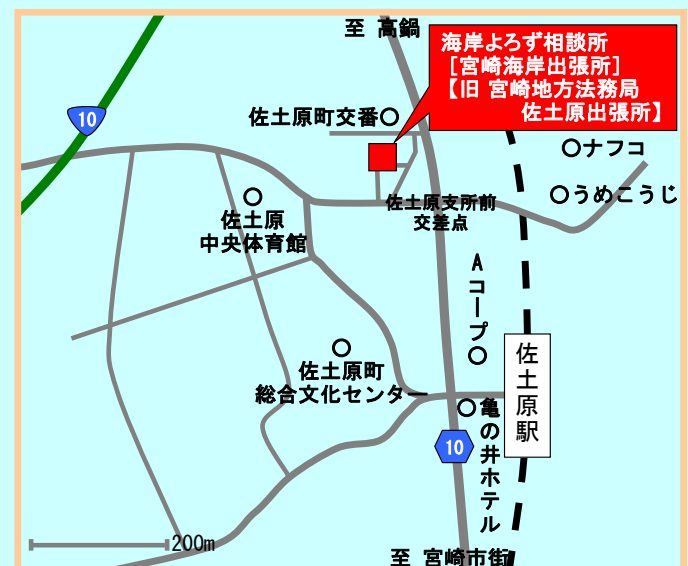 至 高鍋
海岸よろず相談所
［宮崎海岸出張所］
【旧 宮崎地方法務局
佐土原出張所】
10
佐土原町交番
ナフコ
うめこうじ
佐土原支所前
交差点
佐土原
中央体育館
Aコープ
佐土原駅
佐土原町
総合文化センター
亀の井ホテル
10
200m
至 宮崎市街